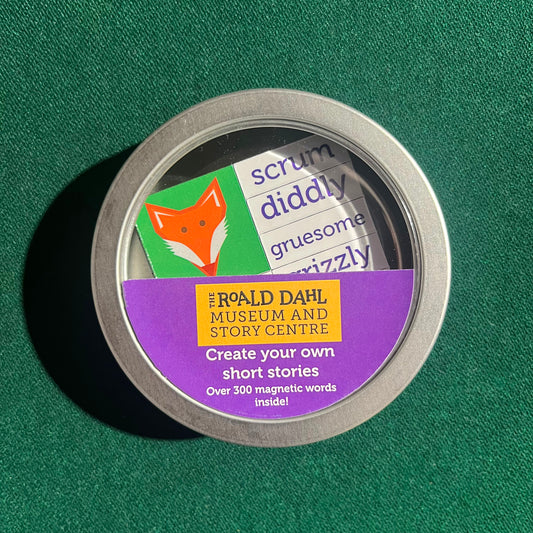 scrum
diddly
gruesome
grizzly
THE ROALD DAHL
MUSEUM AND
STORY CENTRE
Create your own
short stories
Over 300 magnetic words
inside!